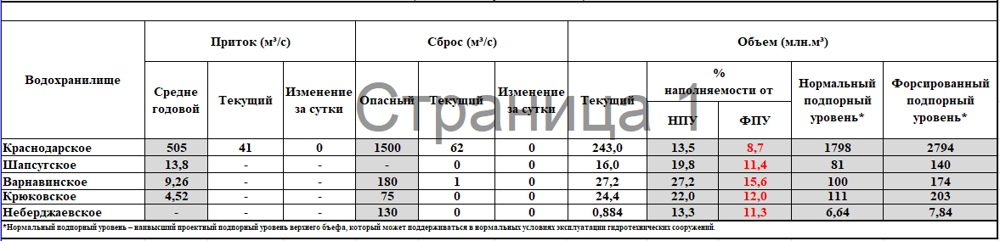 Водохранилище Приток (м³/с) Сброс (м³/с) Объем (млн.м³)
Средне годовой Текущий Изменение за сутки Опасный Текущий Изменение за сутки Текущий % наполняемости от Нормальный подпорный уровень* Форсированный подпорный уровень*
НПУ ФПУ
Страница 1
Краснодарское 505 41 0 1500 62 0 243,0 13,5 8,7 1798 2794
Шапсугское 13,8 - - - 0 0 16,0 19,8 11,4 81 140
Варнавинское 9,26 - - 180 1 0 27,2 27,2 15,6 100 174
Крюковское 4,52 - - 75 0 0 24,4 22,0 12,0 111 203
Неберджаевское - - - 130 0 0 0,884 13,3 11,3 6,64 7,84
*Нормальный подпорный уровень – наивысший проектный подпорный уровень верхнего бъефа, который может поддерживаться в нормальных условиях эксплуатации гидротехнических сооружений.